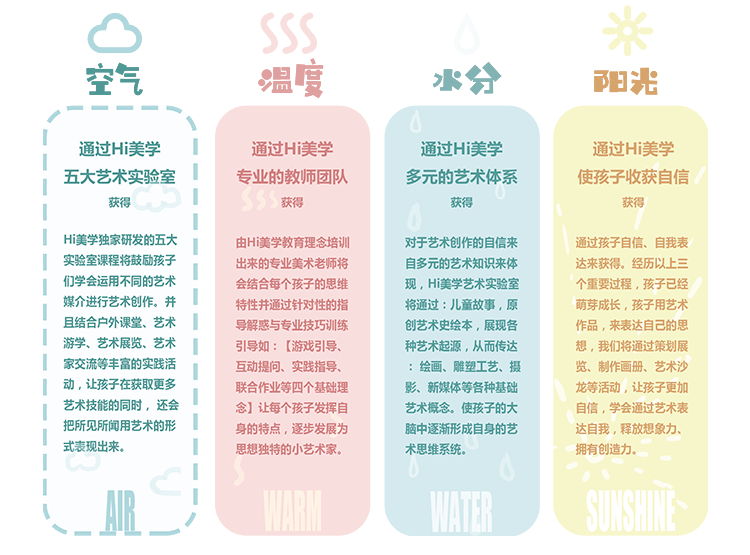 空气
通过Hi美学
五大艺术实验室
获得
Hi美学独家研发的五大
实验室课程将鼓励孩子
们学会运用不同的艺术
媒介进行艺术创作。并
且结合户外课堂、艺术
游学、艺术展览、艺术
家交流等丰富的实践活
动，让孩子在获取更多
艺术技能的同时， 还会
把所见所闻用艺术的形
式表现出来。
AIR
温度
通过Hi美学
专业的教师团队
获得
由Hi美学教育理念培训
出来的专业美术老师将
会结合每个孩子的思维
特性并通过针对性的指
导解惑与专业技巧训练
引导如：【游戏引导、
互动提问、实践指导、
联合作业等四个基础理
念】让每个孩子发挥自
身的特点，逐步发展为
思想独特的小艺术家。
WARM
水分
通过Hi美学
多元的艺术体系
获得
对于艺术创作的自信来
自多元的艺术知识来体
现，Hi美学艺术实验室
将通过：儿童故事，原
创艺术史绘本，展现各
种艺术起源，从而传达
：绘画、雕塑工艺、摄
影、新媒体等各种基础
艺术概念。使孩子的大
脑中逐渐形成自身的艺
术思维系统。
WATER
阳光
通过Hi美学
使孩子收获自信
获得
通过孩子自信、自我表
达来获得。经历以上三
个重要过程，孩子已经
萌芽成长，孩子用艺术
作品，来表达自己的思
想，我们将通过策划展
览、制作画册、艺术沙
龙等活动，让孩子更加
自信，学会通过艺术表
达自我，释放想象力、
拥有创造力。
SUNSHINE